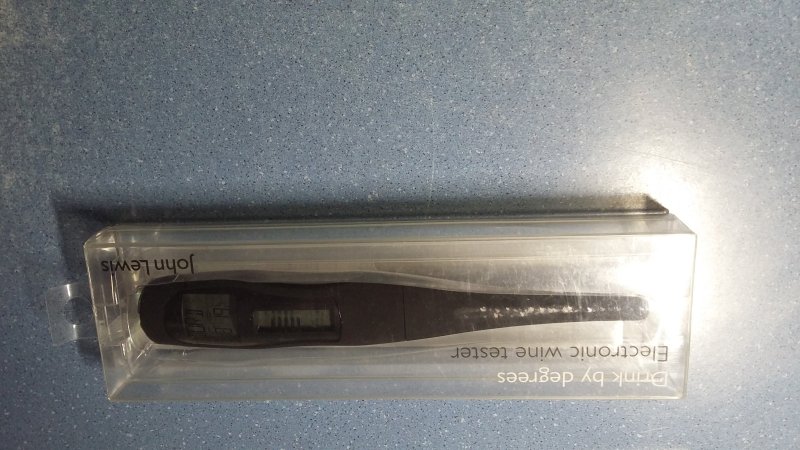 Drink by degrees
Electronic wine tester
John Lewis